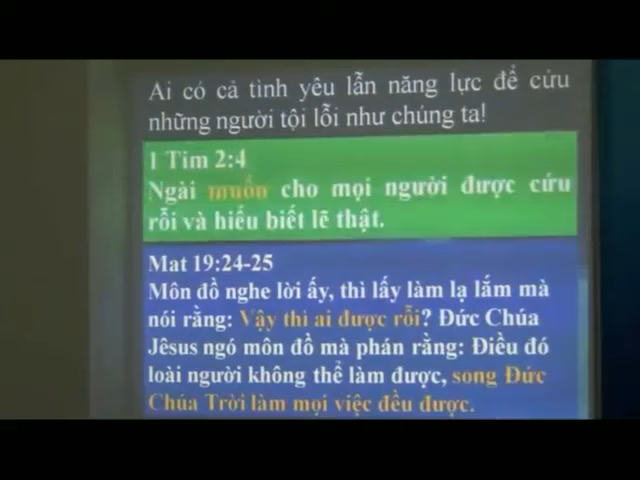 Ai có cả tình yêu lẫn năng lực để cứu
những người tội lỗi như chúng ta!
1 Tim 2:4
Ngài muốn cho mọi người được cứu
rỗi và hiểu biết lẽ thật.
Mat 19:24-25
Môn đồ nghe lời ấy, thì lấy làm lạ lắm mà
nói rằng: Vậy thì ai được rỗi? Đức Chúa
Jêsus ngó môn đồ mà phán rằng: Điều đó
loài người không thể làm được, song Đức
Chúa Trời làm mọi việc đều được.